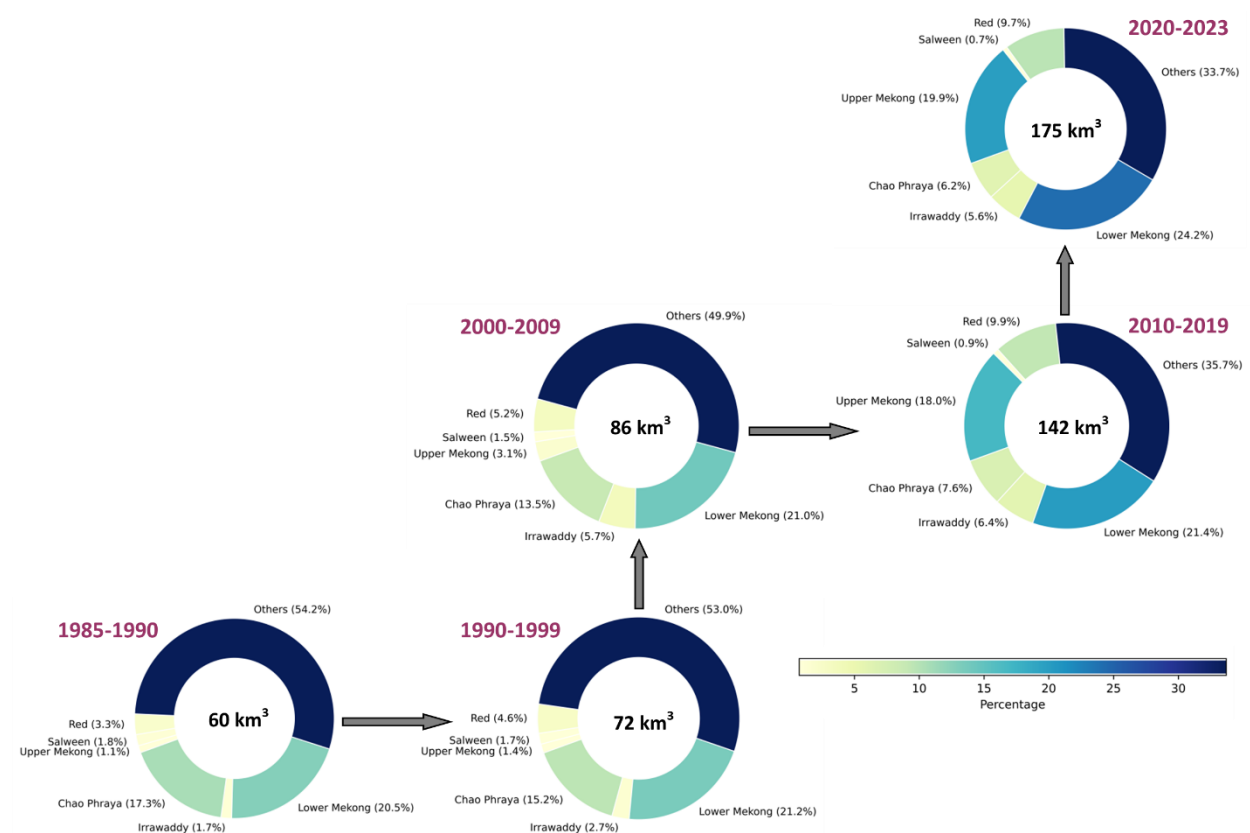 2020-2023
Red (9.7%)
Salween (0.7%)
Others (33.7%)
Upper Mekong (19.9%)
175 km³
Chao Phraya (6.2%)
Irrawaddy (5.6%)
Lower Mekong (24.2%)
2000-2009
Others (49.9%)
Red (5.2%)
Salween (1.5%)
Upper Mekong (3.1%)
86 km³
Chao Phraya (13.5%)
Lower Mekong (21.0%)
Irrawaddy (5.7%)
2010-2019
Red (9.9%)
Salween (0.9%)
Others (35.7%)
Upper Mekong (18.0%)
142 km³
Chao Phraya (7.6%)
Irrawaddy (6.4%)
Lower Mekong (21.4%)
1985-1990
Others (54.2%)
Red (3.3%)
Salween (1.8%)
Upper Mekong (1.1%)
60 km³
Chao Phraya (17.3%)
Lower Mekong (20.5%)
Irrawaddy (1.7%)
1990-1999
Others (53.0%)
Red (4.6%)
Salween (1.7%)
Upper Mekong (1.4%)
72 km³
Chao Phraya (15.2%)
Lower Mekong (21.2%)
Irrawaddy (2.7%)
5 10 15 20 25 30
Percentage